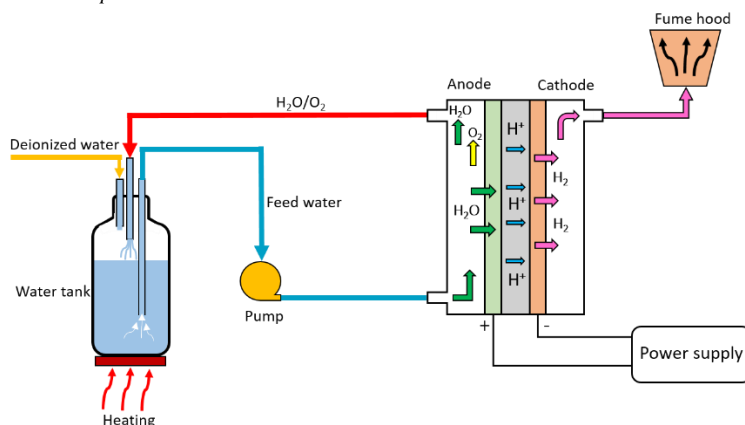 Fume hood
Anode
Cathode
H₂O/O₂
H₂O
O₂
H⁺
Deionized water
H₂
Feed water
H₂O
H⁺
H₂
Water tank
H⁺
Pump
+
-
Power supply
Heating